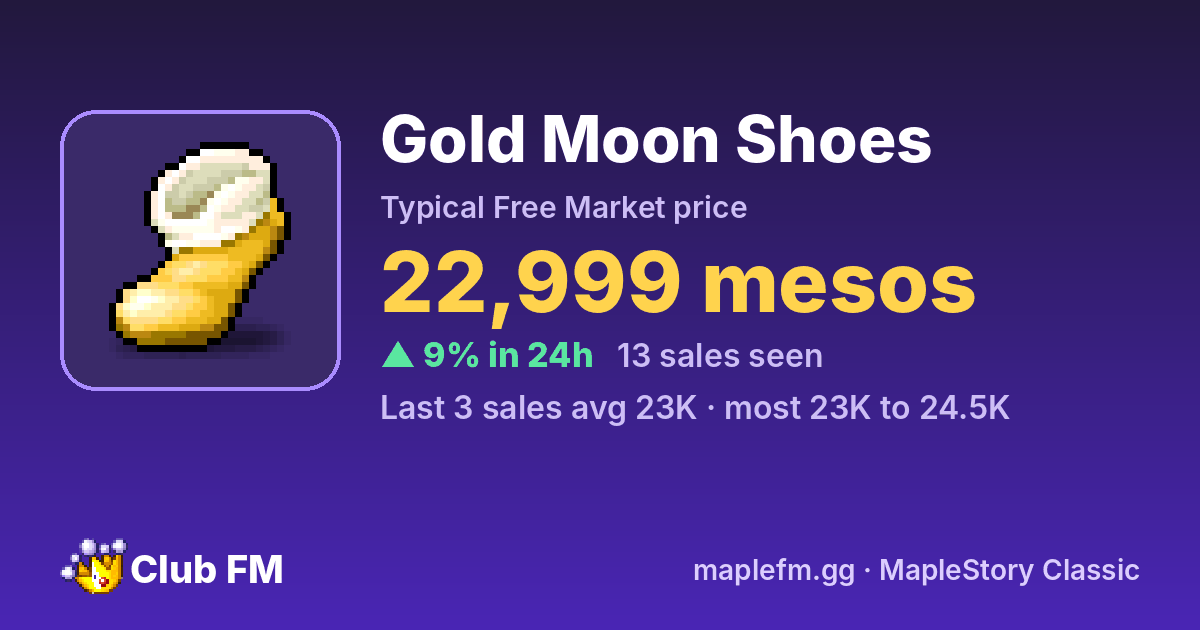 Gold Moon Shoes
Typical Free Market price
22,999 mesos
▲ 9% in 24h 13 sales seen
Last 3 sales avg 23K · most 23K to 24.5K
Club FM
maplefm.gg · MapleStory Classic